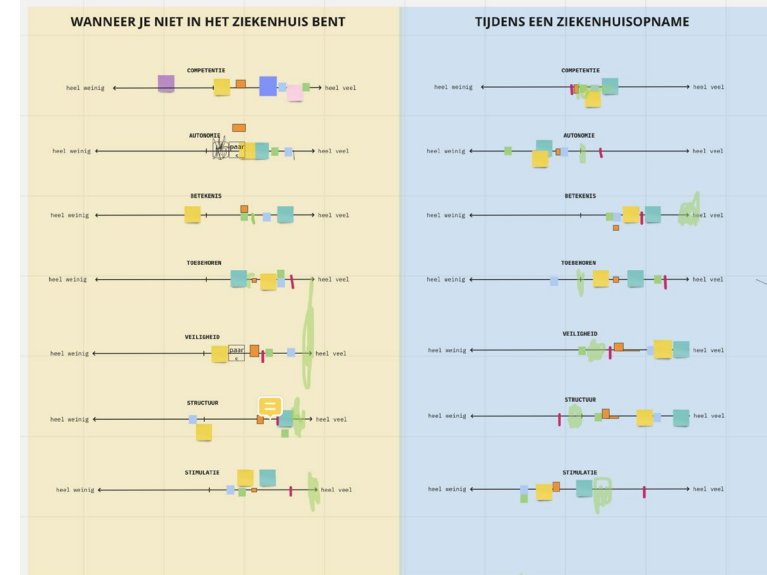 WANNEER JE NIET IN HET ZIEKENHUIS BENT
COMPETENTIE
heel weinig
heel veel
AUTONOMIE
heel weinig
paar
heel veel
BETEKENIS
heel weinig
heel veel
TOEBEHOREN
heel weinig
heel veel
VEILIGHEID
heel weinig
paar
s
heel veel
STRUCTUUR
heel weinig
heel veel
STIMULATIE
heel weinig
heel veel
TIJDENS EEN ZIEKENHUISOPNAME
COMPETENTIE
heel weinig
heel veel
AUTONOMIE
heel weinig
heel veel
BETEKENIS
heel weinig
heel veel
TOEBEHOREN
heel weinig
heel veel
VEILIGHEID
heel weinig
heel veel
STRUCTUUR
heel weinig
heel veel
STIMULATIE
heel weinig
heel veel